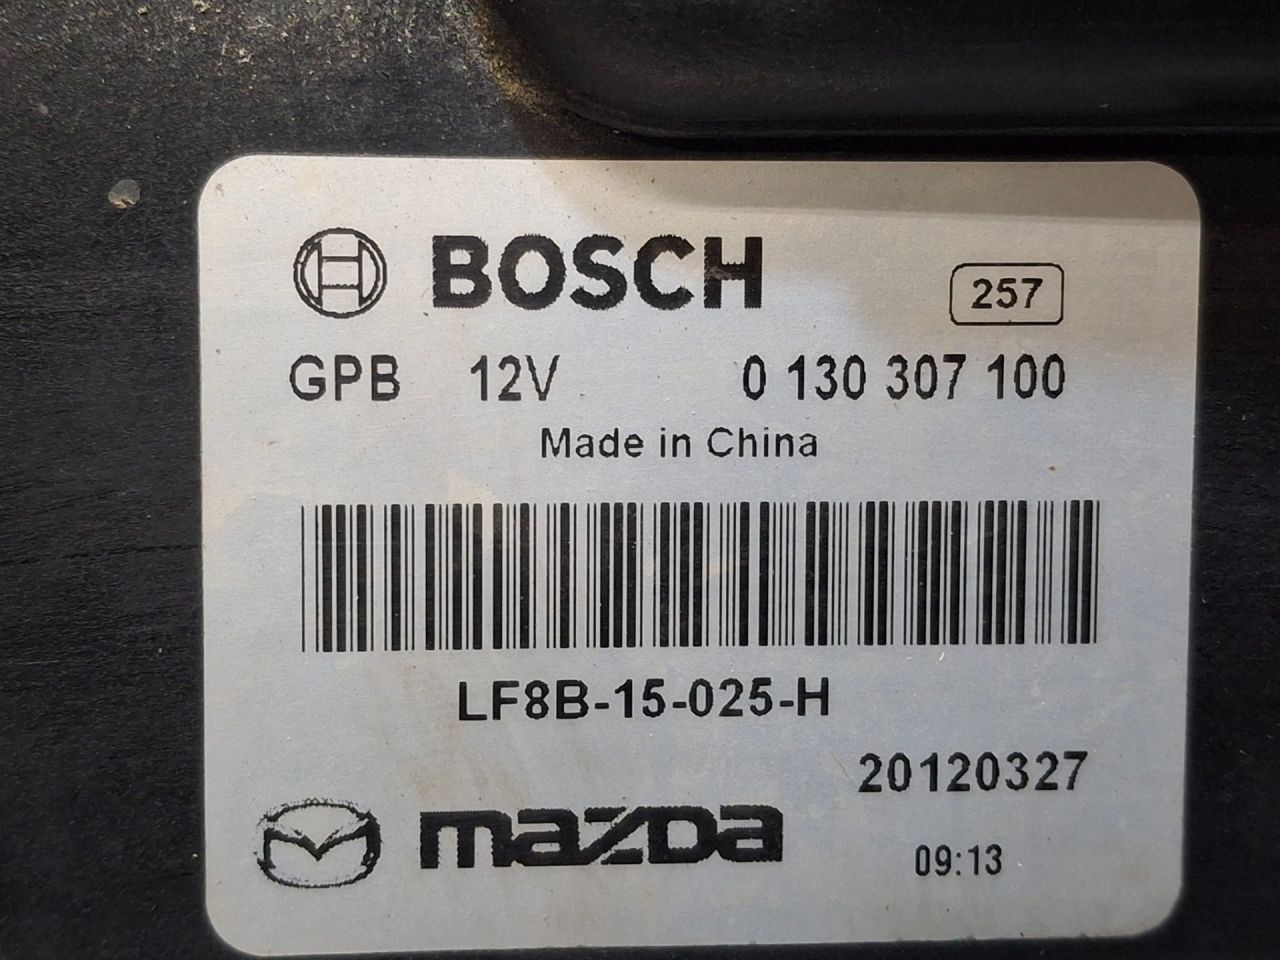 BOSCH
257
GPB 12V 0 130 307 100
Made in China
LF8B-15-025-H
20120327
mazda 09:13